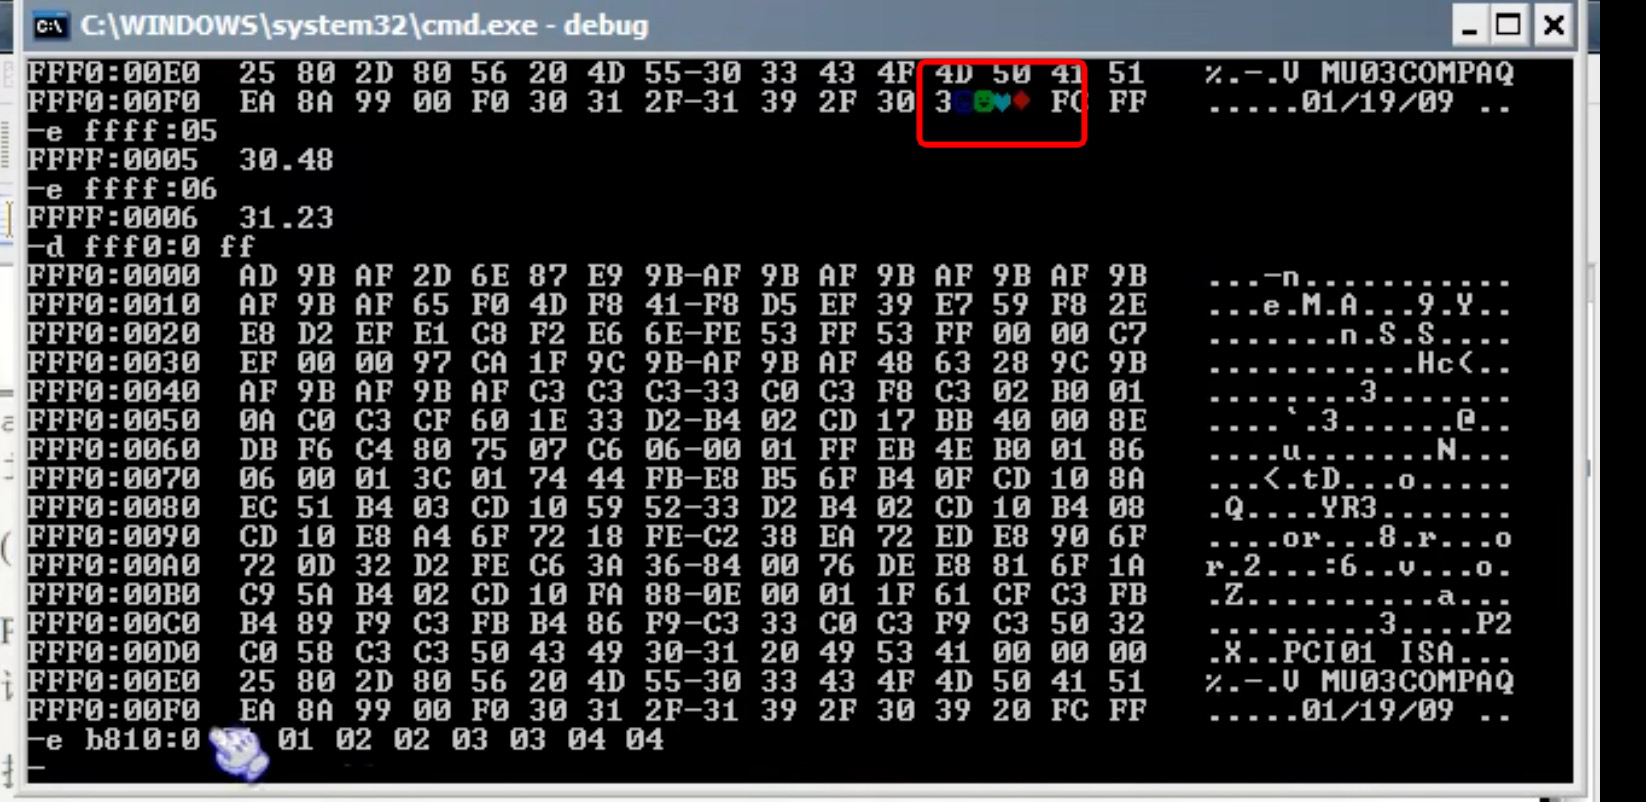 C:\WINDOWS\system32\cmd.exe - debug
FFF0:00E0 25 80 2D 80 56 20 4D 55-30 33 43 4F 4D 50 41 51 %.-.V MU03COMPAQ
FFF0:00F0 EA 8A 99 00 F0 30 31 2F-31 39 2F 30 3☺☻♥♦ FC FF .....01/19/09 ..
-e ffff:05
FFFF:0005 30.48
-e ffff:06
FFFF:0006 31.23
-d fff0:0 ff
FFF0:0000 AD 9B AF 2D 6E 87 E9 9B-AF 9B AF 9B AF 9B AF 9B ...-n...........
FFF0:0010 AF 9B AF 65 F0 4D F8 41-F8 D5 EF 39 E7 59 F8 2E ...e.M.A...9.Y..
FFF0:0020 E8 D2 EF E1 C8 F2 E6 6E-FE 53 FF 53 FF 00 00 C7 .......n.S.S....
FFF0:0030 EF 00 00 97 CA 1F 9C 9B-AF 9B AF 48 63 28 9C 9B ...........Hc(..
FFF0:0040 AF 9B AF 9B AF C3 C3 C3-33 C0 C3 F8 C3 02 B0 01 ........3.......
FFF0:0050 0A C0 C3 CF 60 1E 33 D2-B4 02 CD 17 BB 40 00 8E ....`.3......@..
FFF0:0060 DB F6 C4 80 75 07 C6 06-00 01 FF EB 4E B0 01 86 ....u.......N...
FFF0:0070 06 00 01 3C 01 74 44 FB-E8 B5 6F B4 0F CD 10 8A ...<.tD...o.....
FFF0:0080 EC 51 B4 03 CD 10 59 52-33 D2 B4 02 CD 10 B4 08 .Q....YR3.......
FFF0:0090 CD 10 E8 A4 6F 72 18 FE-C2 38 EA 72 ED E8 90 6F ....or...8.r...o
FFF0:00A0 72 0D 32 D2 FE C6 3A 36-84 00 76 DE E8 81 6F 1A r.2...:6..v...o.
FFF0:00B0 C9 5A B4 02 CD 10 FA 88-0E 00 01 1F 61 CF C3 FB .Z..........a...
FFF0:00C0 B4 89 F9 C3 FB B4 86 F9-C3 33 C0 C3 F9 C3 50 32 .........3....P2
FFF0:00D0 C0 58 C3 C3 50 43 49 30-31 20 49 53 41 00 00 00 .X..PCI01 ISA...
FFF0:00E0 25 80 2D 80 56 20 4D 55-30 33 43 4F 4D 50 41 51 %.-.V MU03COMPAQ
FFF0:00F0 EA 8A 99 00 F0 30 31 2F-31 39 2F 30 39 20 FC FF .....01/19/09 ..
-e b810:0 01 02 02 03 03 04 04
-